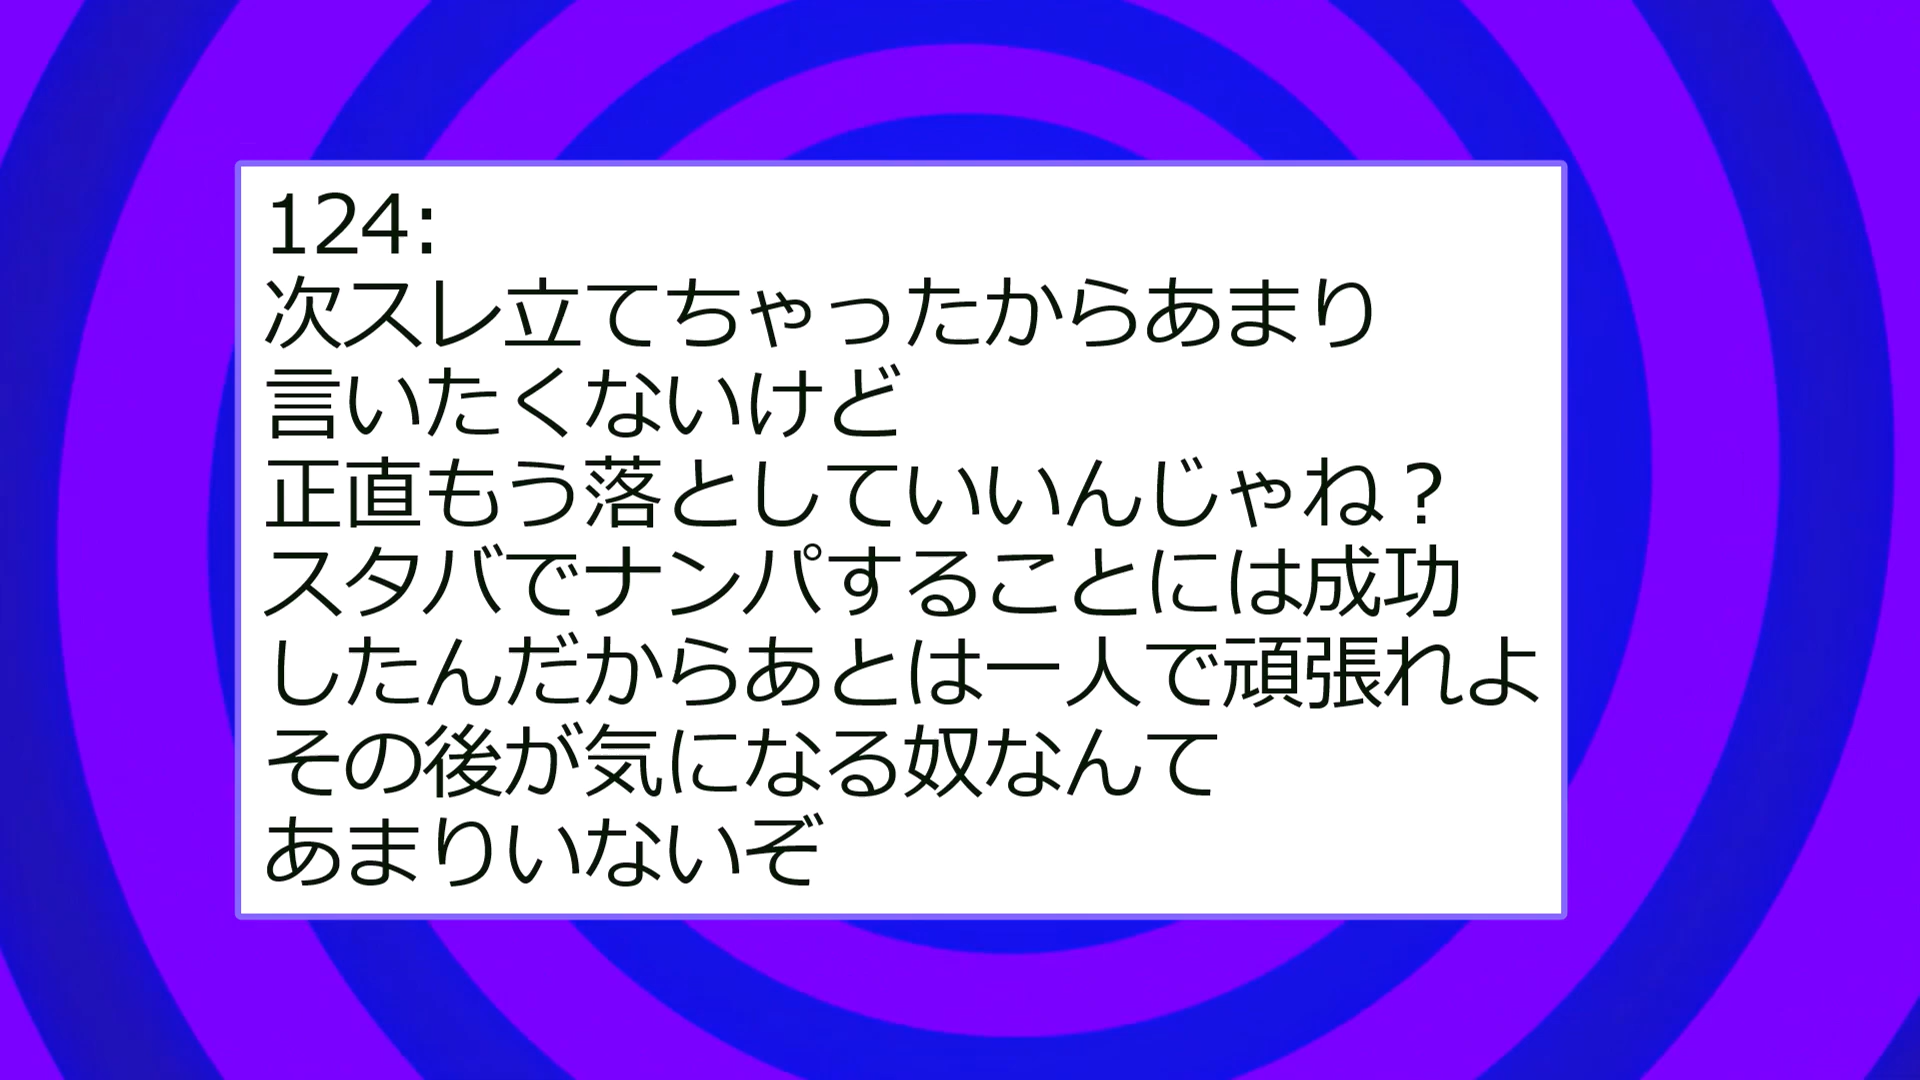 124:
次スレ立てちゃったからあまり
言いたくないけど
正直もう落としていいんじゃね？
スタバでナンパすることには成功
したんだからあとは一人で頑張れよ
その後が気になる奴なんて
あまりいないぞ